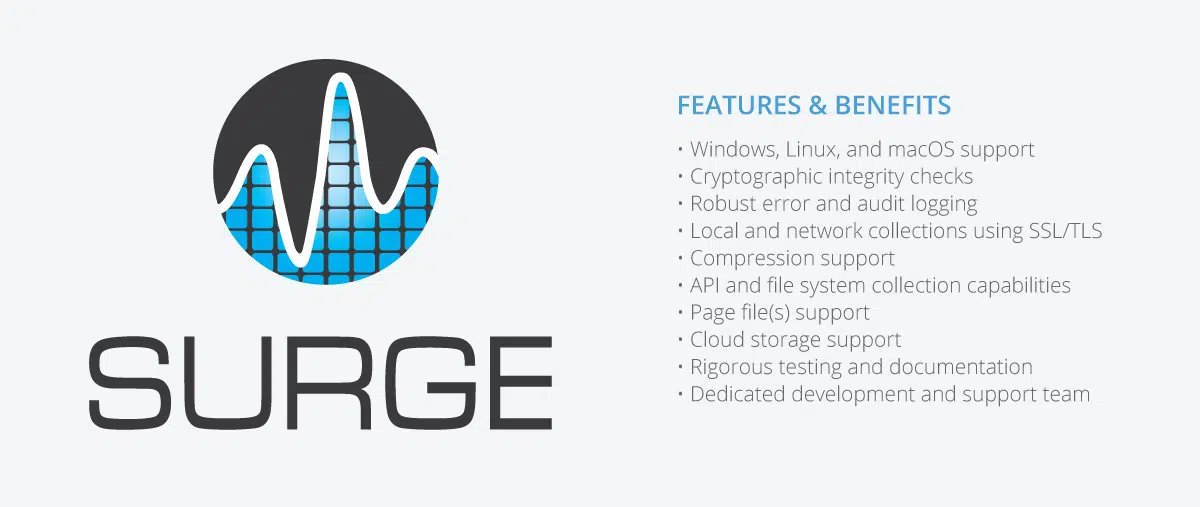 SURGE
FEATURES & BENEFITS
• Windows, Linux, and macOS support
• Cryptographic integrity checks
• Robust error and audit logging
• Local and network collections using SSL/TLS
• Compression support
• API and file system collection capabilities
• Page file(s) support
• Cloud storage support
• Rigorous testing and documentation
• Dedicated development and support team